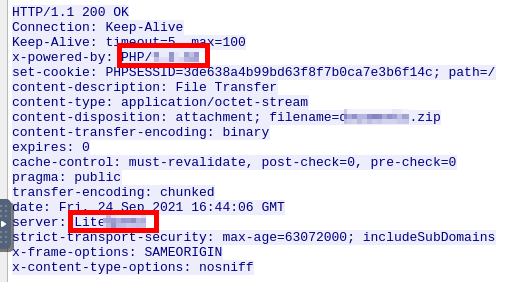 HTTP/1.1 200 OK
Connection: Keep-Alive
Keep-Alive: timeout=5, max=100
x-powered-by: PHP/
set-cookie: PHPSESSID=3de638a4b99bd63f8f7b0ca7e3b6f14c; path=/
content-description: File Transfer
content-type: application/octet-stream
content-disposition: attachment; filename= .zip
content-transfer-encoding: binary
expires: 0
cache-control: must-revalidate, post-check=0, pre-check=0
pragma: public
transfer-encoding: chunked
date: Fri, 24 Sep 2021 16:44:06 GMT
server: Lite
strict-transport-security: max-age=63072000; includeSubDomains
x-frame-options: SAMEORIGIN
x-content-type-options: nosniff